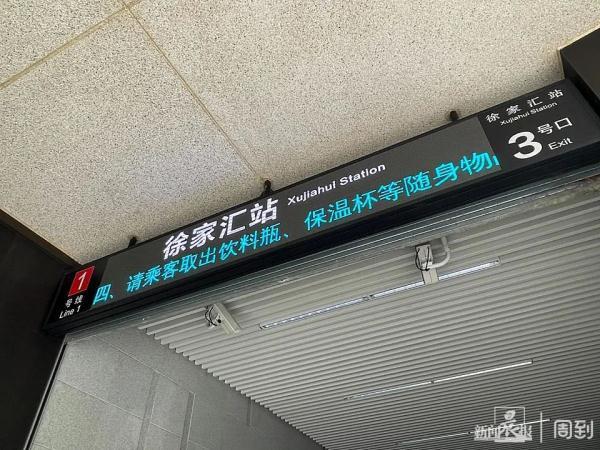 徐家汇站 Xujiahui Station
四、请乘客取出饮料瓶、保温杯等随身物
1
号线
Line 1
徐家汇站
Xujiahui Station
3号口
Exit
新闻晨报
周到